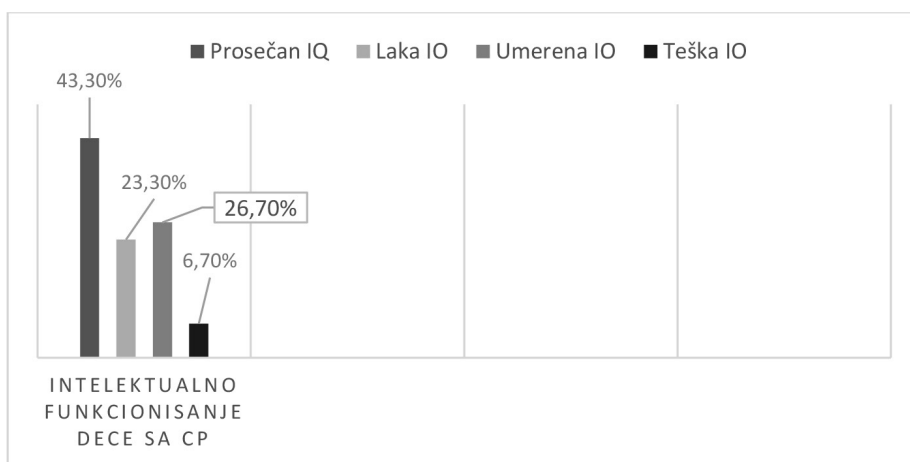 Prosečan IQ Laka IO Umerena IO Teška IO
43,30%
23,30%
26,70%
6,70%
INTELEKTUALNO
FUNKCIONISANJE
DECE SA CP